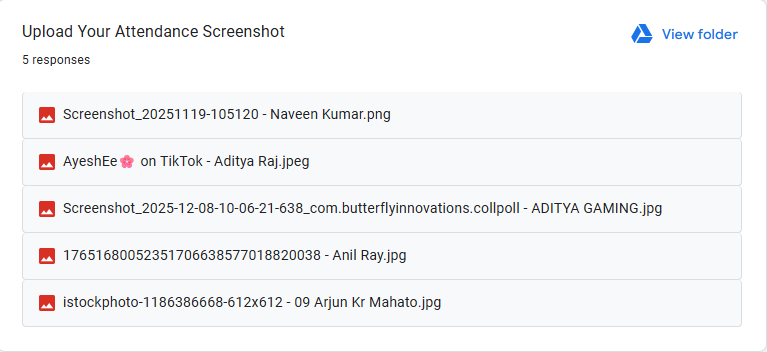 Upload Your Attendance Screenshot
View folder
5 responses
Screenshot_20251119-105120 - Naveen Kumar.png
AyeshEe🌸 on TikTok - Aditya Raj.jpeg
Screenshot_2025-12-08-10-06-21-638_com.butterflyinnovations.collpoll - ADITYA GAMING.jpg
17651680052351706638577018820038 - Anil Ray.jpg
istockphoto-1186386668-612x612 - 09 Arjun Kr Mahato.jpg